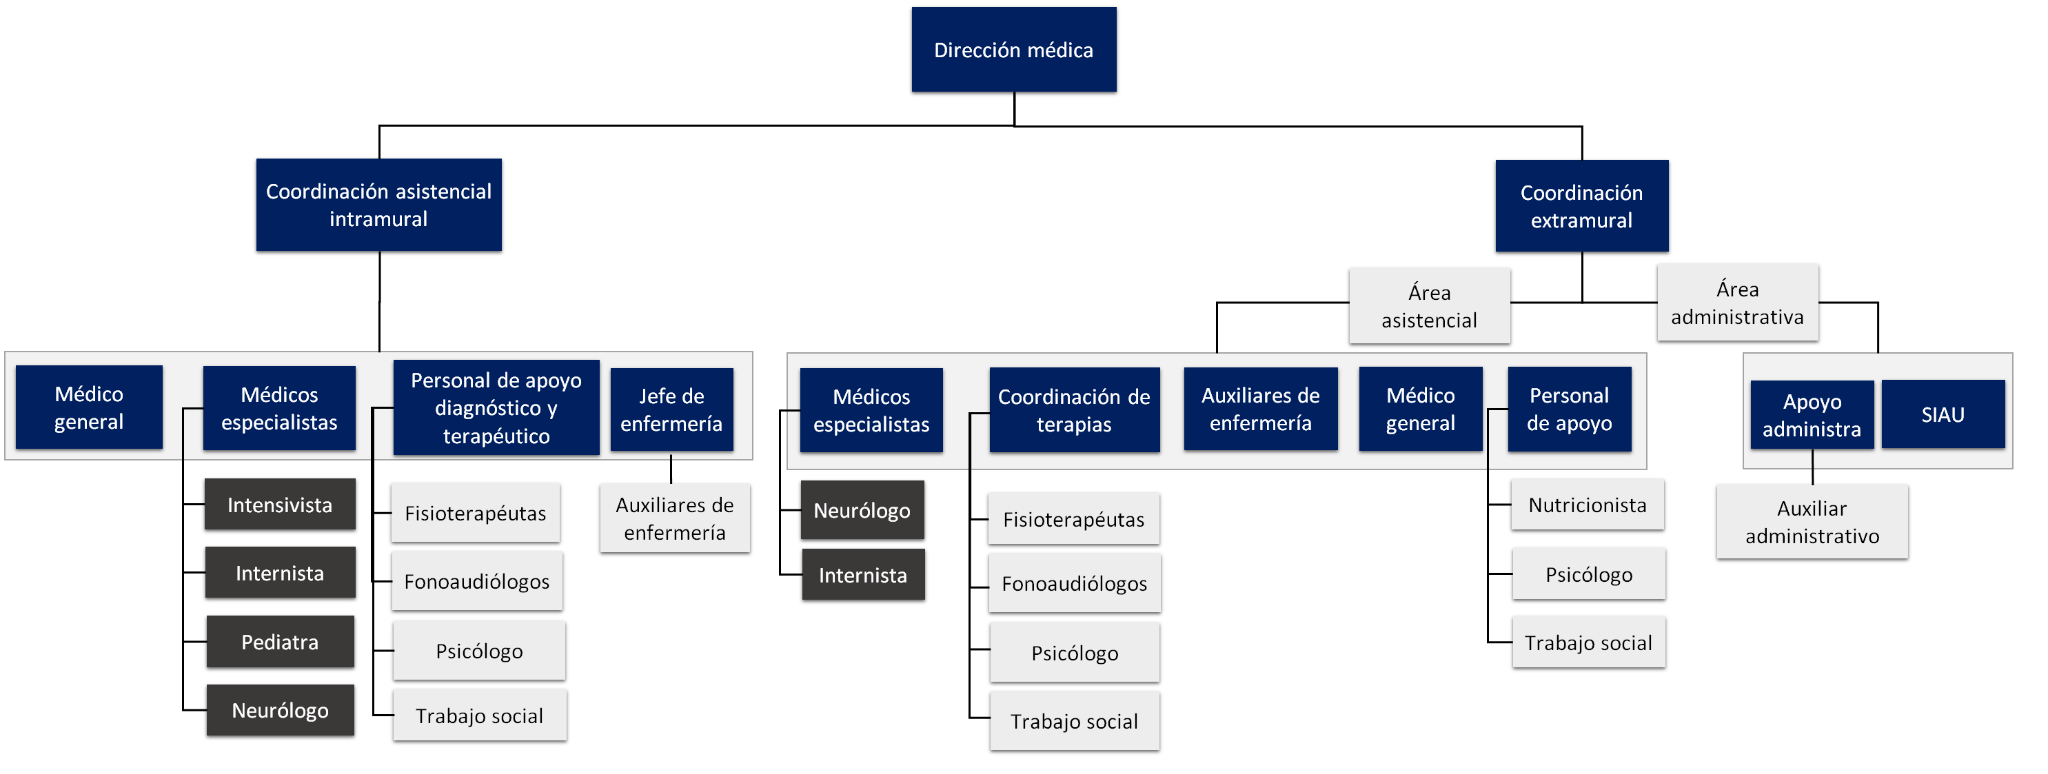 Dirección médica
Coordinación asistencial
intramural
Coordinación
extramural
Área
asistencial
Área
administrativa
Médico
general
Médicos
especialistas
Personal de apoyo
diagnóstico y
terapéutico
Jefe de
enfermería
Médicos
especialistas
Coordinación de
terapias
Auxiliares de
enfermería
Médico
general
Personal
de apoyo
Apoyo
administra
SIAU
Intensivista
Internista
Pediatra
Neurólogo
Fisioterapéutas
Fonoaudiólogos
Psicólogo
Trabajo social
Auxiliares de
enfermería
Neurólogo
Internista
Fisioterapéutas
Fonoaudiólogos
Psicólogo
Trabajo social
Nutricionista
Psicólogo
Trabajo social
Auxiliar
administrativo